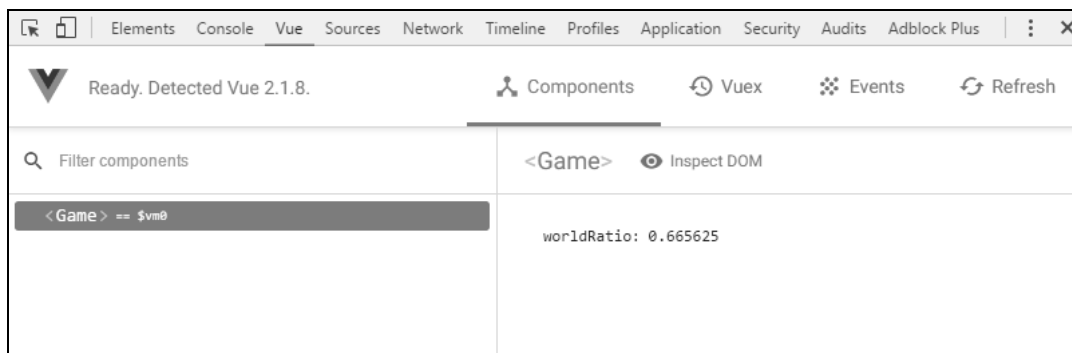 Elements Console Vue Sources Network Timeline Profiles Application Security Audits Adblock Plus
Ready. Detected Vue 2.1.8. Components Vuex Events Refresh
Filter components <Game> Inspect DOM
<Game> == $vm0
worldRatio: 0.665625